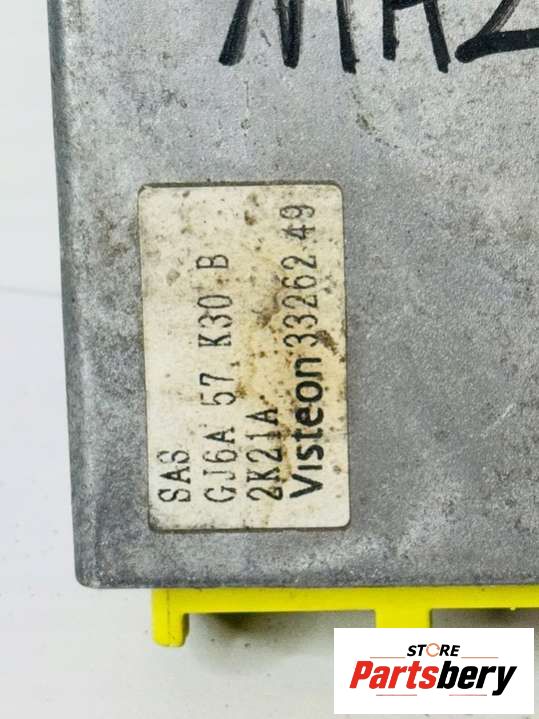 SAS
GJ6A 57 K30 B
2K21A
Visteon 33262 49
STORE
Partsbery